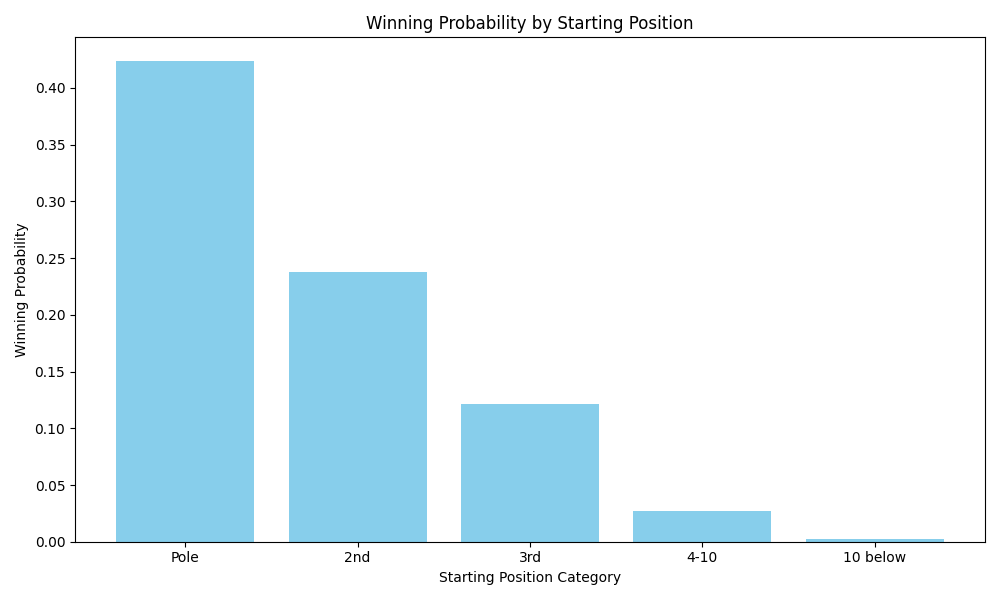 Winning Probability by Starting Position
Winning Probability
0.40
0.35
0.30
0.25
0.20
0.15
0.10
0.05
0.00
Pole
2nd
3rd
4-10
10 below
Starting Position Category